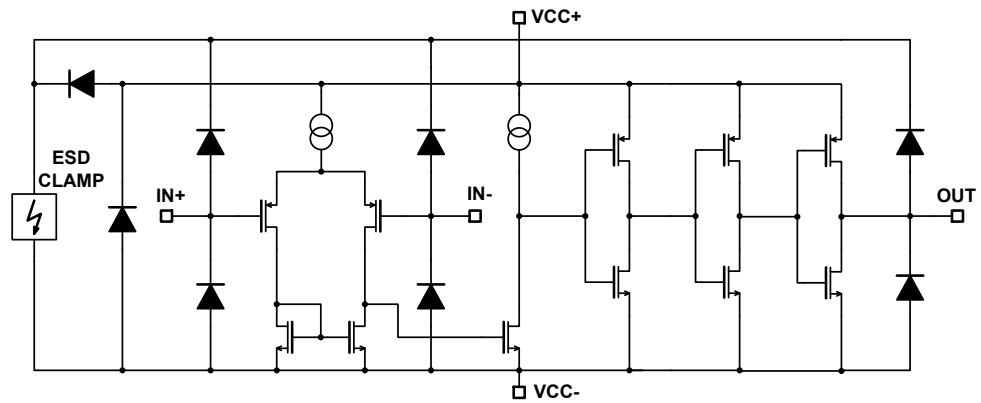 VCC+
ESD
CLAMP
IN+
IN-
OUT
VCC-